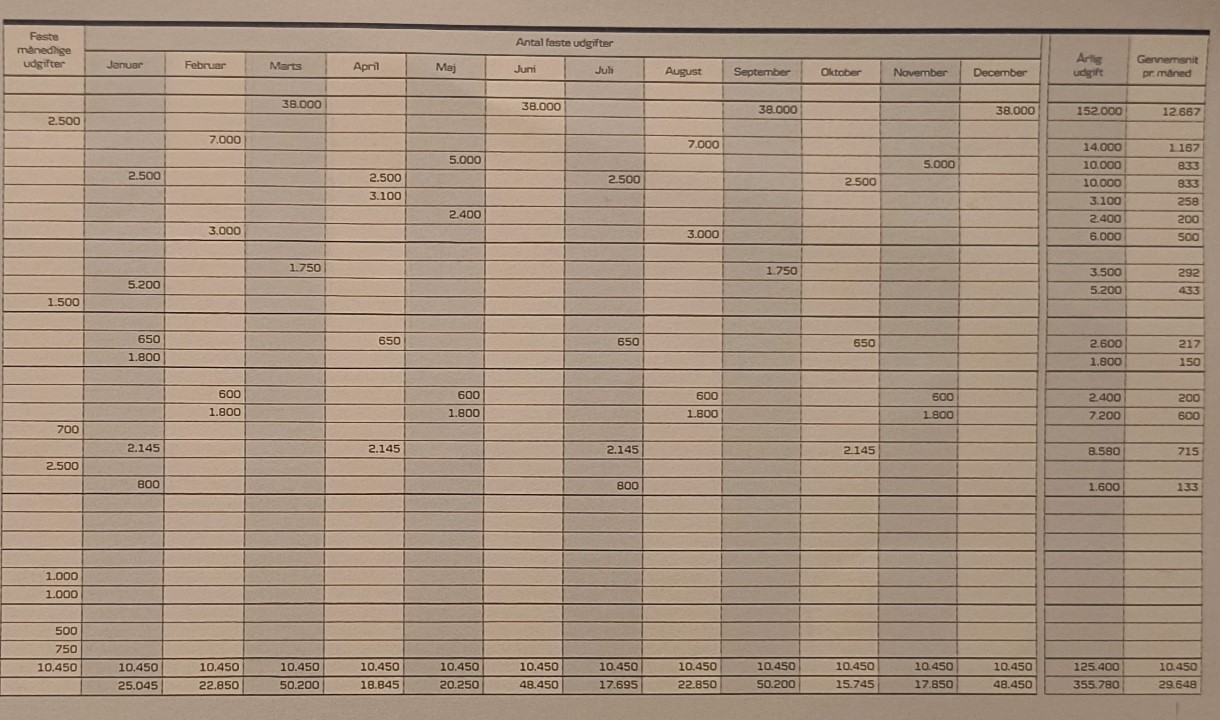 Faste månedlige udgifter Antal faste udgifter Årlig udgift Gennemsnit pr. måned
Januar Februar Marts April Maj Juni Juli August September Oktober November December
38.000 38.000 38.000 38.000 152.000 12.667
2.500
7.000 7.000 14.000 1.167
5.000 5.000 10.000 833
2.500 2.500 2.500 2.500 10.000 833
3.100 3.100 258
2.400 2.400 200
3.000 3.000 6.000 500
1.750 1.750 3.500 292
5.200 5.200 433
1.500
650 650 650 650 2.600 217
1.800 1.800 150
600 600 600 600 2.400 200
1.800 1.800 1.800 1.800 7.200 600
700
2.145 2.145 2.145 2.145 8.580 715
2.500
800 800 1.600 133
1.000
1.000
500
750
10.450 10.450 10.450 10.450 10.450 10.450 10.450 10.450 10.450 10.450 10.450 10.450 10.450 125.400 10.450
25.045 22.850 50.200 18.845 20.250 48.450 17.695 22.850 50.200 15.745 17.850 48.450 355.780 29.648